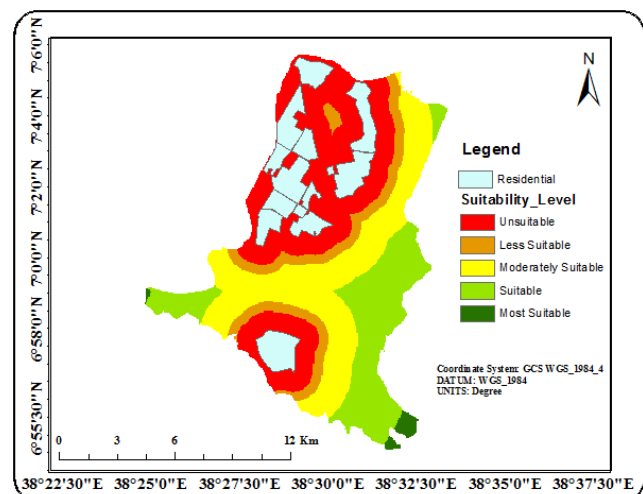 N
Legend
Residential
Suitability_Level
Unsuitable
Less Suitable
Moderately Suitable
Suitable
Most Suitable
Coordinate System: GCS WGS_1984_4
DATUM: WGS_1984
UNITS: Degree
7°6'0"N
7°4'0"N
7°2'0"N
7°0'0"N
6°58'0"N
6°55'30"N
0 3 6 12 Km
38°22'30"E 38°25'0"E 38°27'30"E 38°30'0"E 38°32'30"E 38°35'0"E 38°37'30"E